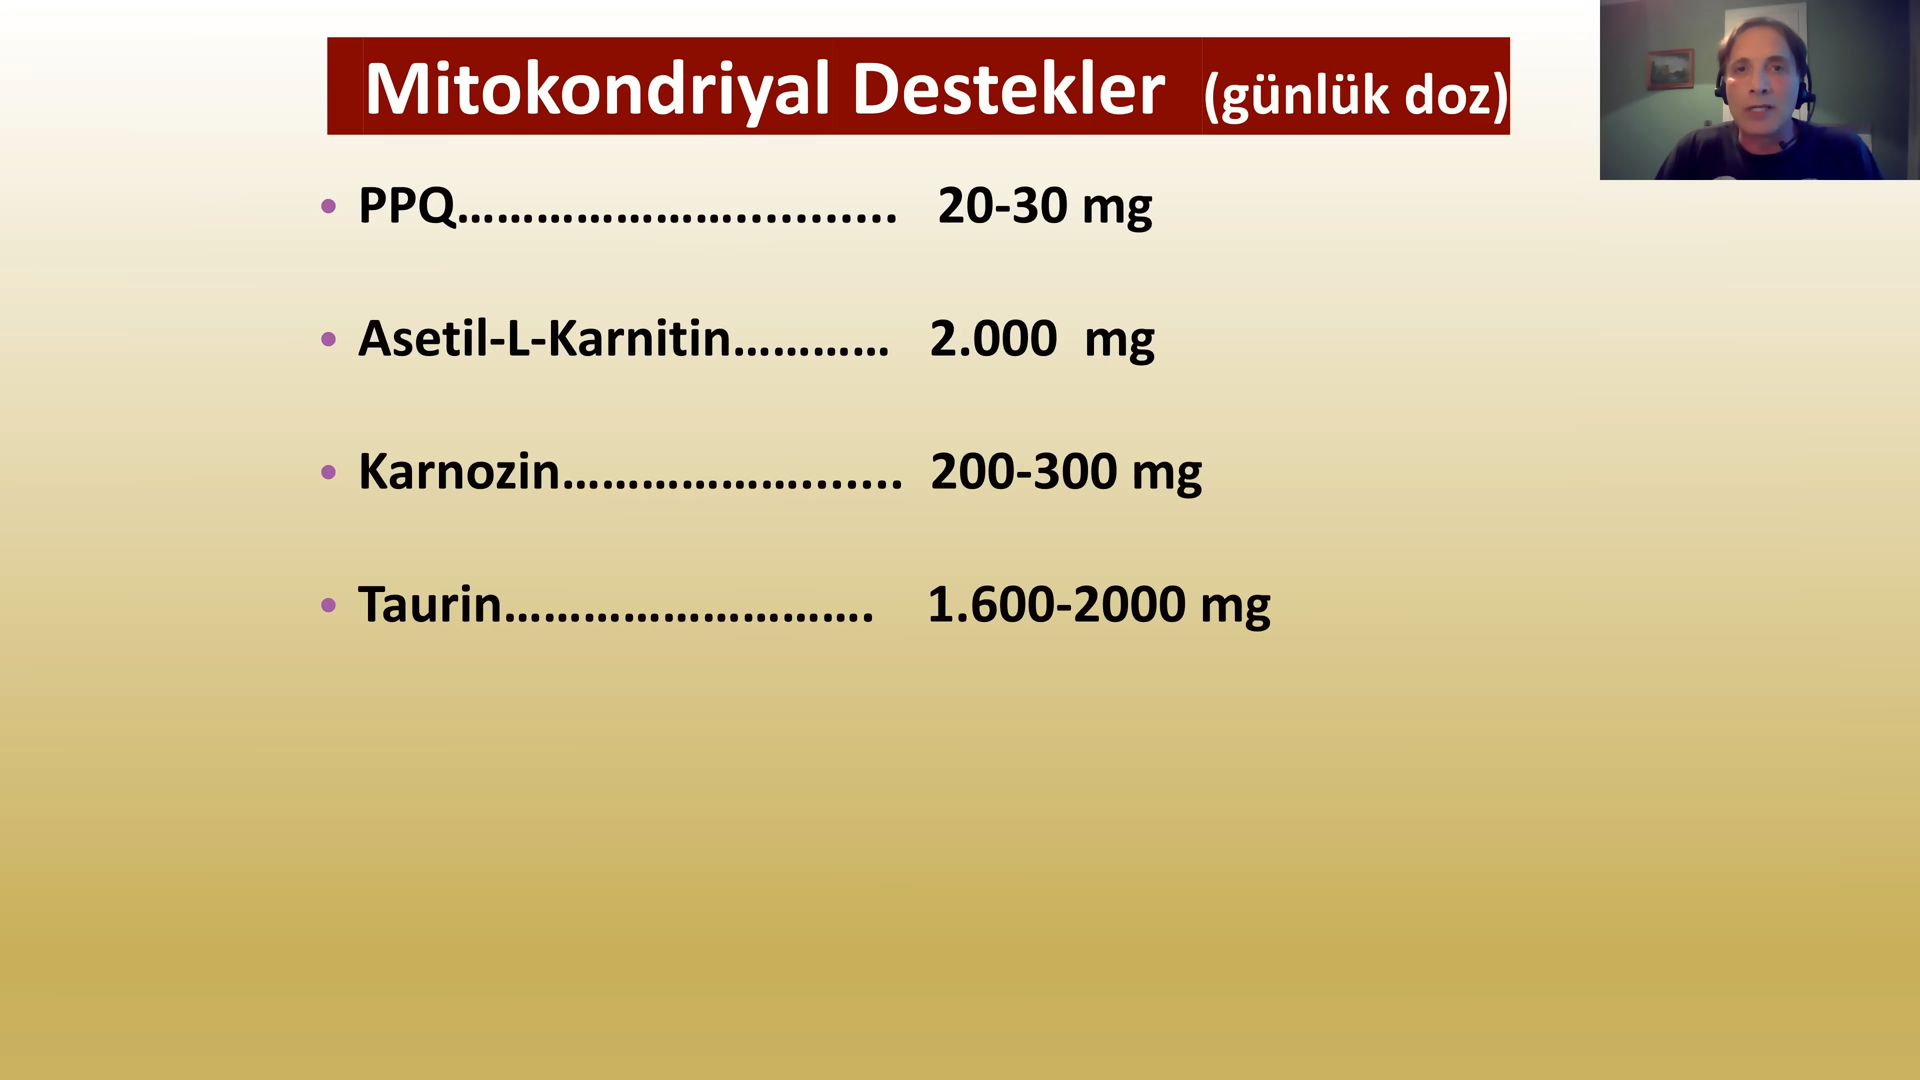 Mitokondriyal Destekler (günlük doz)
• PPQ………………….............. 20-30 mg
• Asetil-L-Karnitin………… 2.000 mg
• Karnozin………………........ 200-300 mg
• Taurin………………………. 1.600-2000 mg